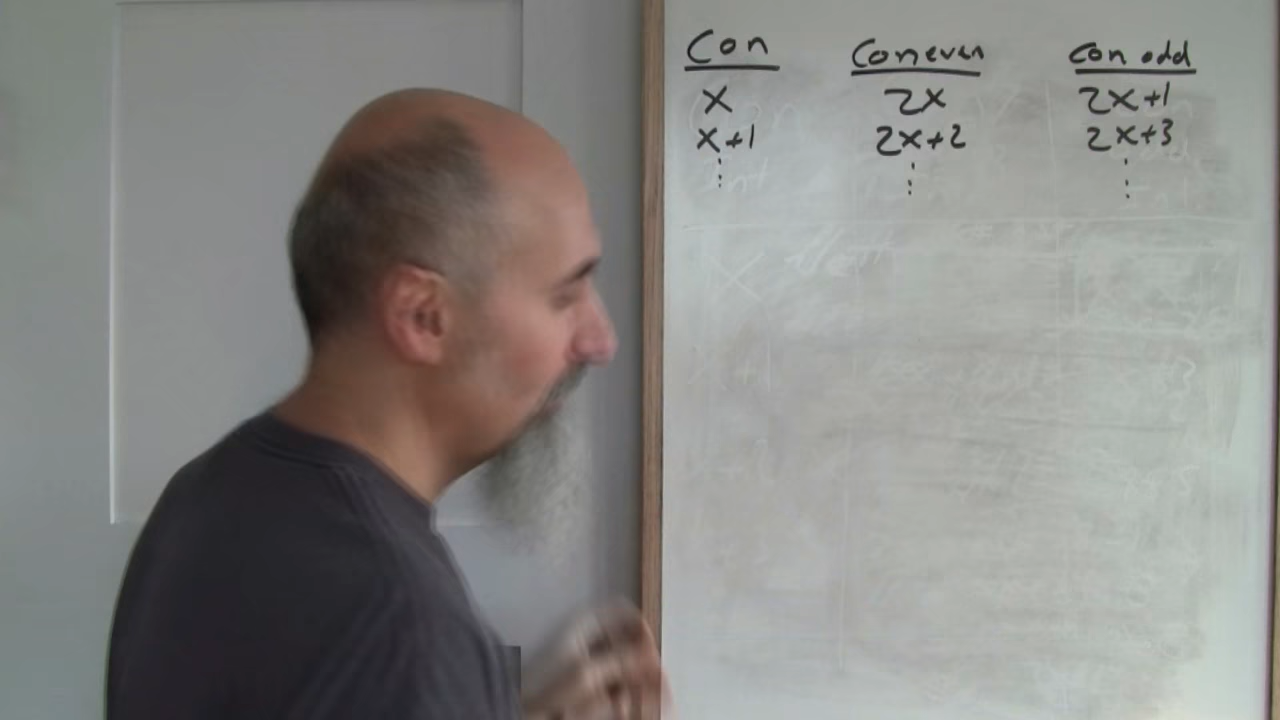 Con Con even Con odd
x 2x 2x+1
x+1 2x+2 2x+3
⋮ ⋮ ⋮